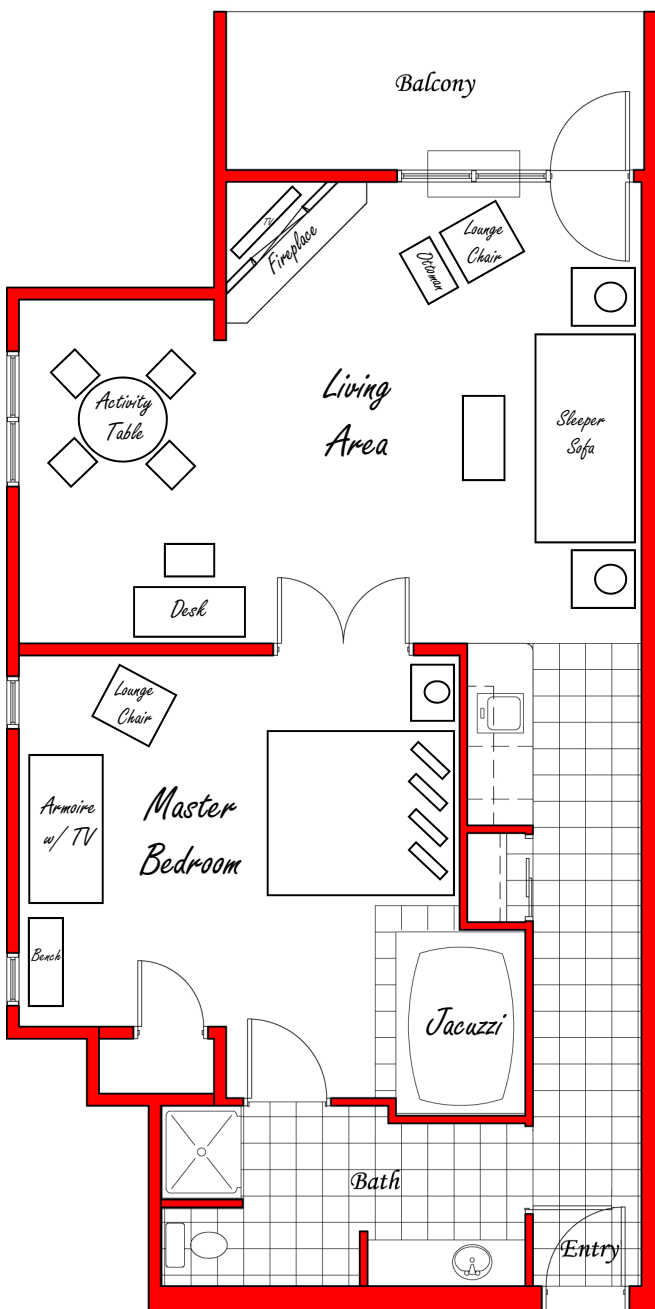 Balcony
TV
Fireplace
Ottoman
Lounge
Chair
Living
Area
Activity
Table
Sleeper
Sofa
Desk
Lounge
Chair
Armoire
w/ TV
Master
Bedroom
Bench
Jacuzzi
Bath
Entry